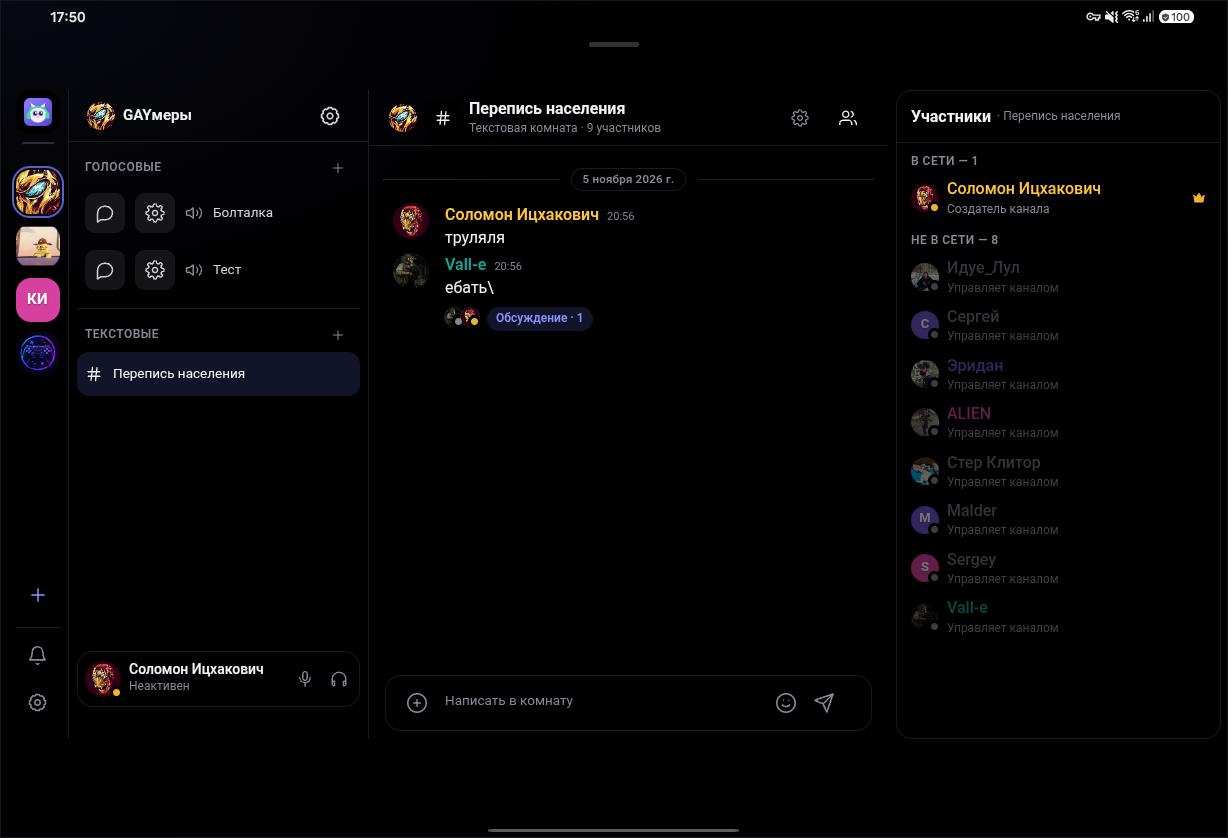 17:50
6
100
GAYмеры
ГОЛОСОВЫЕ
Болталка
Тест
ТЕКСТОВЫЕ
# Перепись населения
КИ
Соломон Ицхакович
Неактивен
# Перепись населения
Текстовая комната · 9 участников
5 ноября 2026 г.
Соломон Ицхакович 20:56
труляля
Vall-e 20:56
ебать\
Обсуждение · 1
Написать в комнату
Участники · Перепись населения
В СЕТИ — 1
Соломон Ицхакович
Создатель канала
НЕ В СЕТИ — 8
Идуе_Лул
Управляет каналом
С
Сергей
Управляет каналом
Эридан
Управляет каналом
ALIEN
Управляет каналом
Стер Клитор
Управляет каналом
M
Malder
Управляет каналом
S
Sergey
Управляет каналом
Vall-e
Управляет каналом